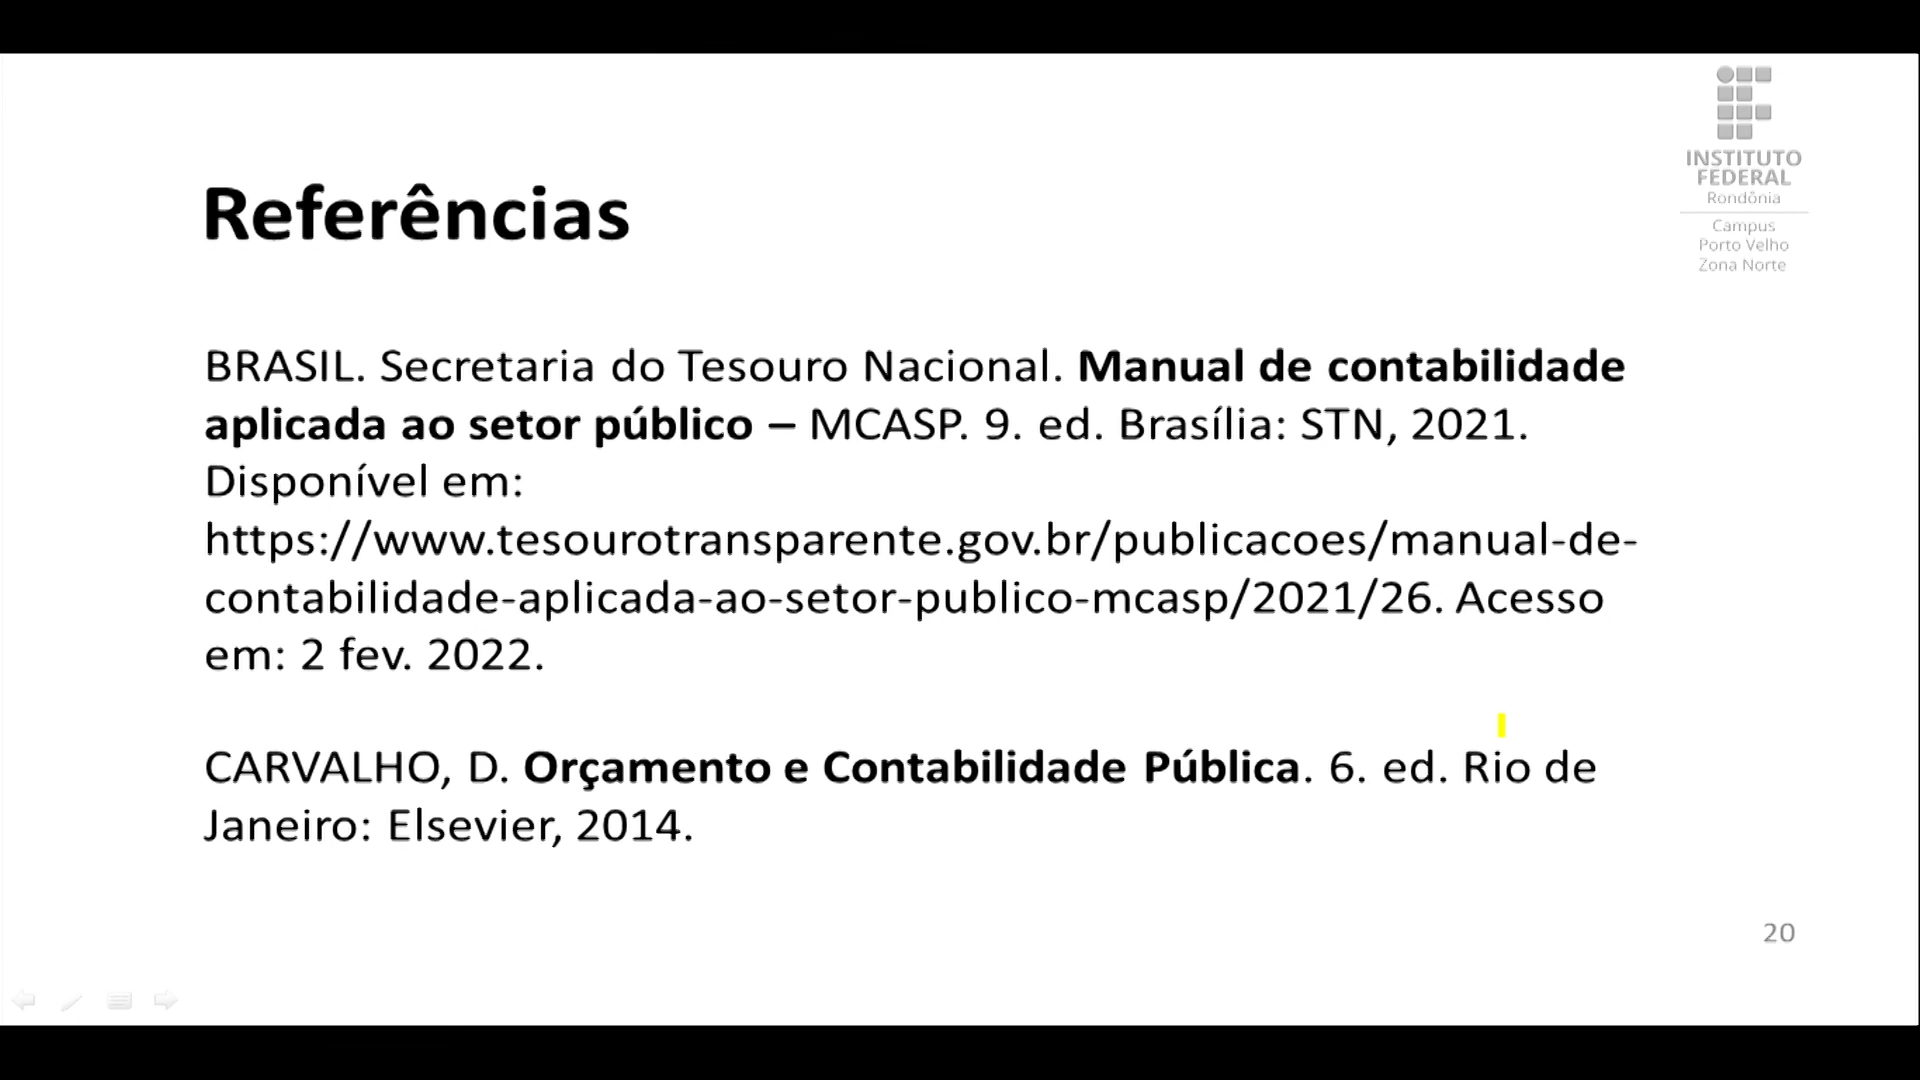 INSTITUTO
FEDERAL
Rondônia
Campus
Porto Velho
Zona Norte
Referências
BRASIL. Secretaria do Tesouro Nacional. Manual de contabilidade
aplicada ao setor público – MCASP. 9. ed. Brasília: STN, 2021.
Disponível em:
https://www.tesourotransparente.gov.br/publicacoes/manual-de-
contabilidade-aplicada-ao-setor-publico-mcasp/2021/26. Acesso
em: 2 fev. 2022.
CARVALHO, D. Orçamento e Contabilidade Pública. 6. ed. Rio de
Janeiro: Elsevier, 2014.
20